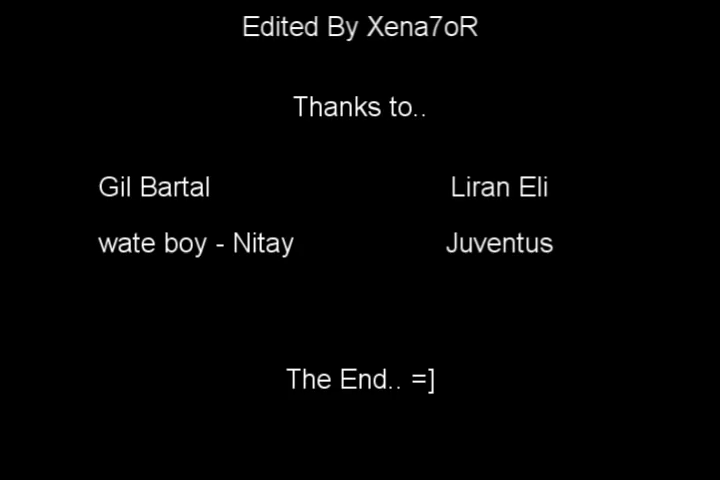 Edited By Xena7oR
Thanks to..
Gil Bartal
Liran Eli
wate boy - Nitay
Juventus
The End.. =]